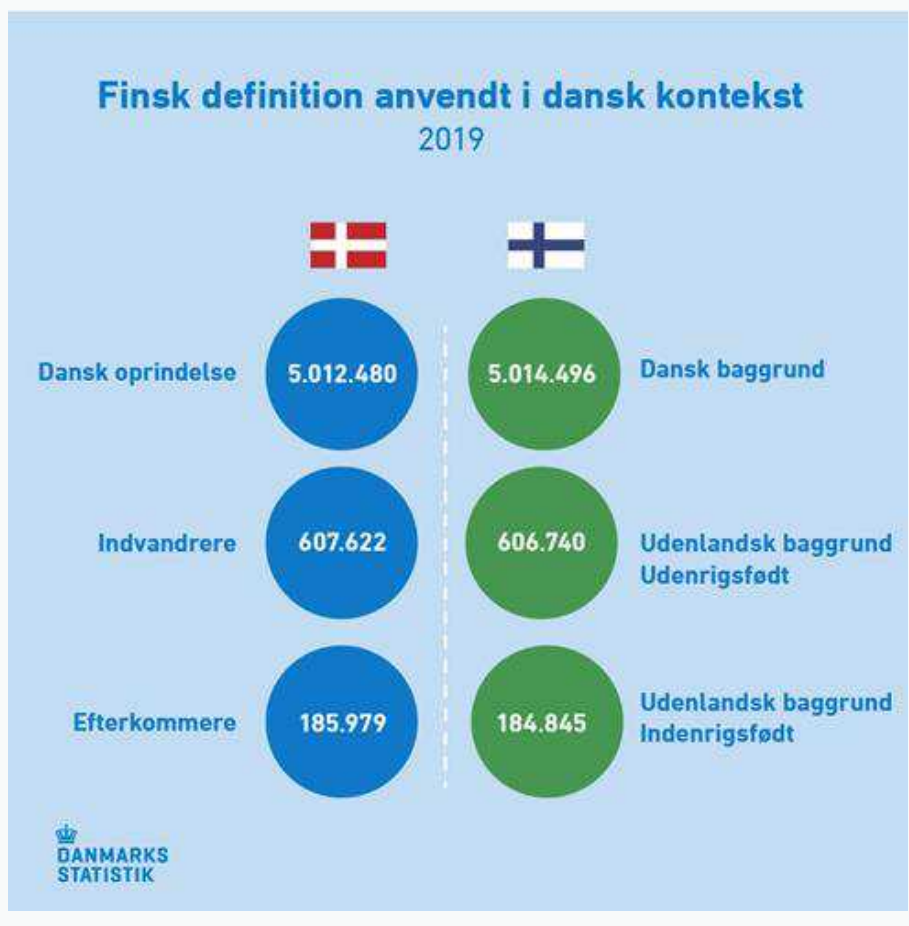 Finsk definition anvendt i dansk kontekst
2019
Dansk oprindelse
5.012.480
5.014.496
Dansk baggrund
Indvandrere
607.622
606.740
Udenlandsk baggrund
Udenrigsfødt
Efterkommere
185.979
184.845
Udenlandsk baggrund
Indenrigsfødt
DANMARKS
STATISTIK